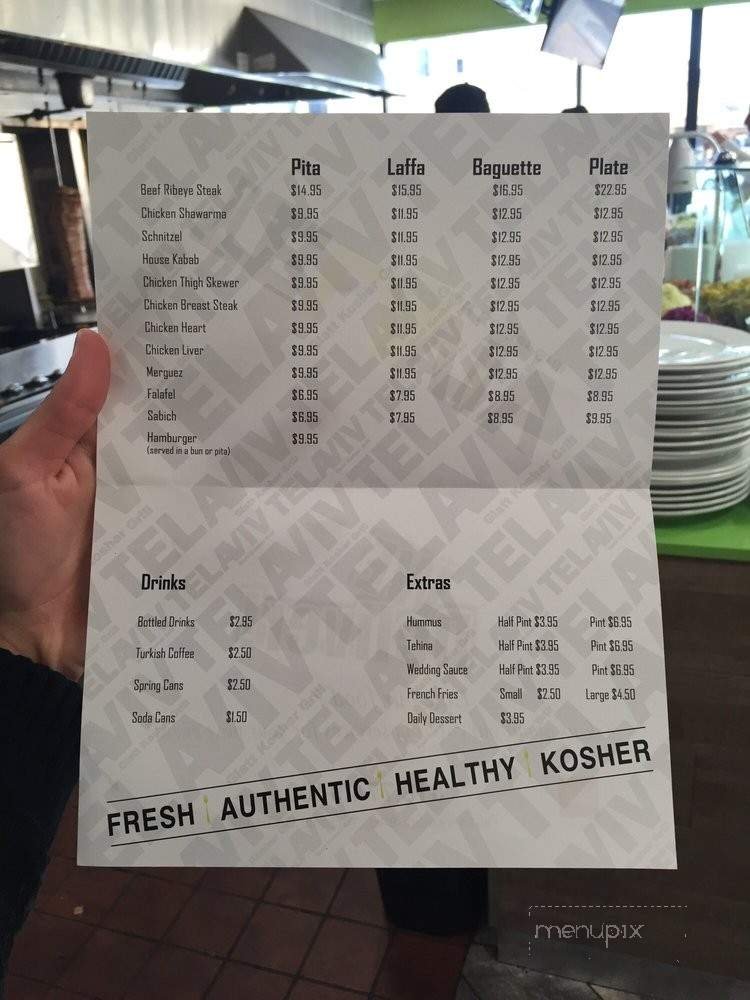 Pita Laffa Baguette Plate
Beef Ribeye Steak $14.95 $15.95 $16.95 $22.95
Chicken Shawarma $9.95 $11.95 $12.95 $12.95
Schnitzel $9.95 $11.95 $12.95 $12.95
House Kabab $9.95 $11.95 $12.95 $12.95
Chicken Thigh Skewer $9.95 $11.95 $12.95 $12.95
Chicken Breast Steak $9.95 $11.95 $12.95 $12.95
Chicken Heart $9.95 $11.95 $12.95 $12.95
Chicken Liver $9.95 $11.95 $12.95 $12.95
Merguez $9.95 $11.95 $12.95 $12.95
Falafel $6.95 $7.95 $8.95 $8.95
Sabich $6.95 $7.95 $8.95 $9.95
Hamburger $9.95
(served in a bun or pita)
Drinks
Bottled Drinks $2.95
Turkish Coffee $2.50
Spring Cans $2.50
Soda Cans $1.50
Extras
Hummus Half Pint $3.95 Pint $6.95
Tehina Half Pint $3.95 Pint $6.95
Wedding Sauce Half Pint $3.95 Pint $6.95
French Fries Small $2.50 Large $4.50
Daily Dessert $3.95
FRESH AUTHENTIC HEALTHY KOSHER
TELAVIV
Glatt Kosher Grill
menupix